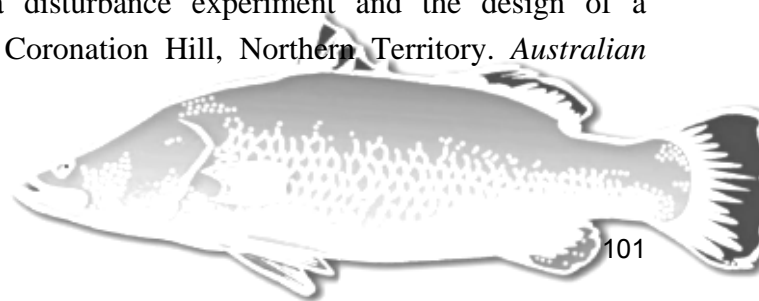 a disturbance experiment and the design of a
Coronation Hill, Northern Territory. Australian
101